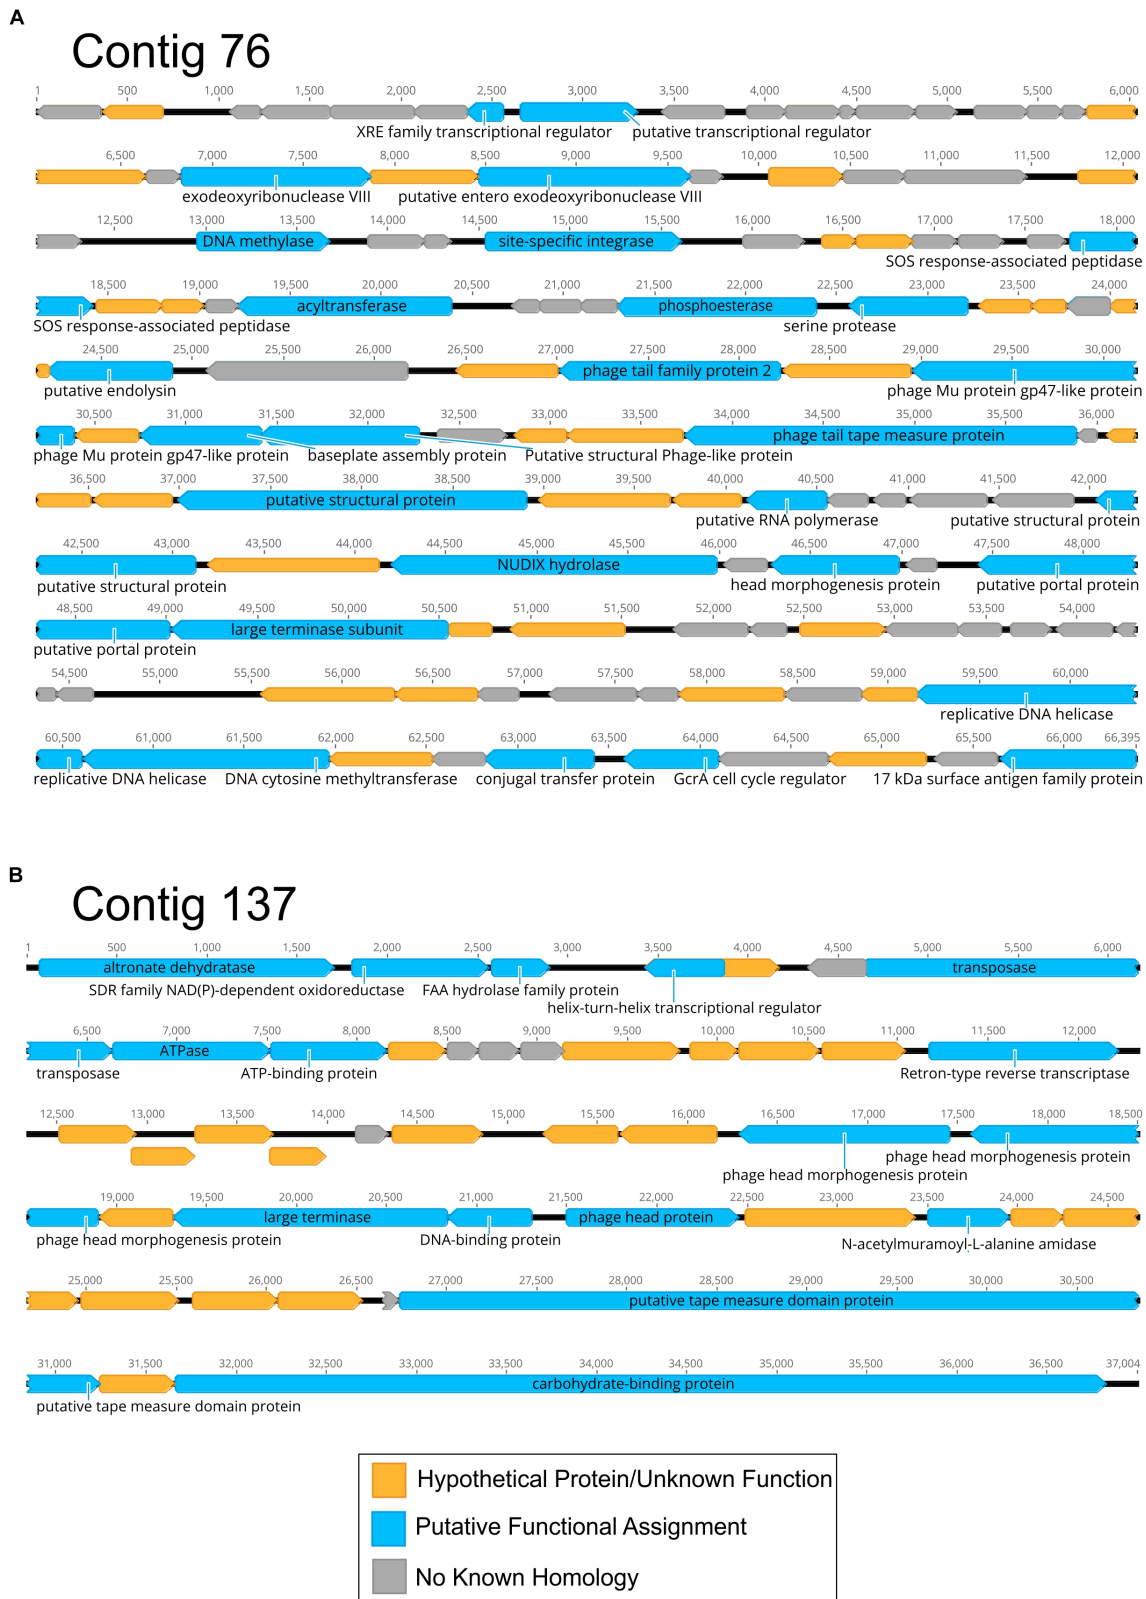 A
Contig 76
1 500 1,000 1,500 2,000 2,500 3,000 3,500 4,000 4,500 5,000 5,500 6,000
XRE family transcriptional regulator putative transcriptional regulator
6,500 7,000 7,500 8,000 8,500 9,000 9,500 10,000 10,500 11,000 11,500 12,000
exodeoxyribonuclease VIII putative entero exodeoxyribonuclease VIII
12,500 13,000 13,500 14,000 14,500 15,000 15,500 16,000 16,500 17,000 17,500 18,000
DNA methylase site-specific integrase
SOS response-associated peptidase
18,500 19,000 19,500 20,000 20,500 21,000 21,500 22,000 22,500 23,000 23,500 24,000
acyltransferase phosphoesterase
SOS response-associated peptidase serine protease
24,500 25,000 25,500 26,000 26,500 27,000 27,500 28,000 28,500 29,000 29,500 30,000
phage tail family protein 2
putative endolysin phage Mu protein gp47-like protein
30,500 31,000 31,500 32,000 32,500 33,000 33,500 34,000 34,500 35,000 35,500 36,000
phage tail tape measure protein
phage Mu protein gp47-like protein baseplate assembly protein Putative structural Phage-like protein
36,500 37,000 37,500 38,000 38,500 39,000 39,500 40,000 40,500 41,000 41,500 42,000
putative structural protein
putative RNA polymerase putative structural protein
42,500 43,000 43,500 44,000 44,500 45,000 45,500 46,000 46,500 47,000 47,500 48,000
NUDIX hydrolase
putative structural protein head morphogenesis protein putative portal protein
48,500 49,000 49,500 50,000 50,500 51,000 51,500 52,000 52,500 53,000 53,500 54,000
large terminase subunit
putative portal protein
54,500 55,000 55,500 56,000 56,500 57,000 57,500 58,000 58,500 59,000 59,500 60,000
replicative DNA helicase
60,500 61,000 61,500 62,000 62,500 63,000 63,500 64,000 64,500 65,000 65,500 66,000 66,395
replicative DNA helicase DNA cytosine methyltransferase conjugal transfer protein GcrA cell cycle regulator 17 kDa surface antigen family protein
B
Contig 137
1 500 1,000 1,500 2,000 2,500 3,000 3,500 4,000 4,500 5,000 5,500 6,000
altronate dehydratase transposase
SDR family NAD(P)-dependent oxidoreductase FAA hydrolase family protein
helix-turn-helix transcriptional regulator
6,500 7,000 7,500 8,000 8,500 9,000 9,500 10,000 10,500 11,000 11,500 12,000
ATPase
transposase ATP-binding protein Retron-type reverse transcriptase
12,500 13,000 13,500 14,000 14,500 15,000 15,500 16,000 16,500 17,000 17,500 18,000 18,500
phage head morphogenesis protein
phage head morphogenesis protein
19,000 19,500 20,000 20,500 21,000 21,500 22,000 22,500 23,000 23,500 24,000 24,500
large terminase phage head protein
phage head morphogenesis protein DNA-binding protein N-acetylmuramoyl-L-alanine amidase
25,000 25,500 26,000 26,500 27,000 27,500 28,000 28,500 29,000 29,500 30,000 30,500
putative tape measure domain protein
31,000 31,500 32,000 32,500 33,000 33,500 34,000 34,500 35,000 35,500 36,000 36,500 37,004
carbohydrate-binding protein
putative tape measure domain protein
Hypothetical Protein/Unknown Function
Putative Functional Assignment
No Known Homology